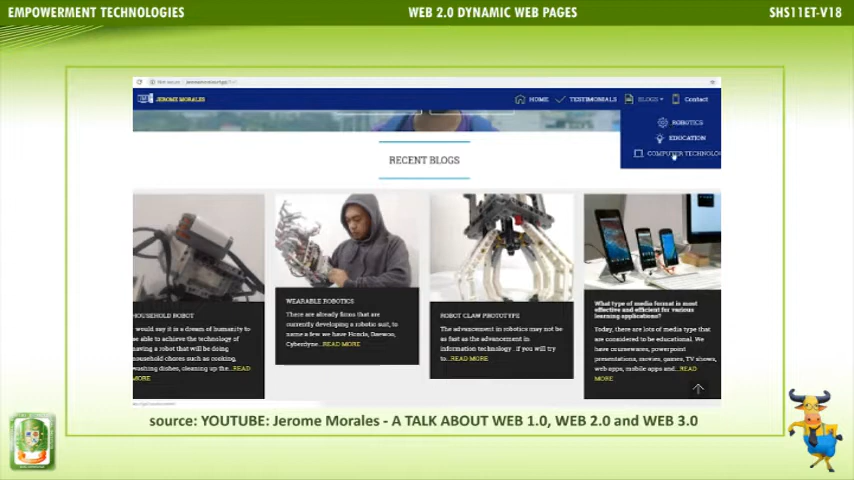 EMPOWERMENT TECHNOLOGIES
WEB 2.0 DYNAMIC WEB PAGES
SHS11ET-V18
JEROME MORALES
HOME
TESTIMONIALS
BLOGS
Contact
ROBOTICS
EDUCATION
COMPUTER TECHNOLO
RECENT BLOGS
HOUSEHOLD ROBOT
would say it is a dream of humanity to
be able to achieve the technology of
having a robot that will be doing
household chores such as cooking,
washing dishes, cleaning up the...READ
MORE
WEARABLE ROBOTICS
There are already firms that are
currently developing a robotic suit, to
name a few we have Honda, Daewoo,
Cyberdyne...READ MORE
ROBOT CLAW PROTOTYPE
The advancement in robotics may not be
as fast as the advancement in
information technology. if you will try
to...READ MORE
What type of media format is most
effective and efficient for various
learning applications?
Today, there are lots of media type
that are considered to be educational. We
have coursewares, powerpoint
presentations, movies, games, TV shows,
web apps, mobile apps and...READ
MORE
source: YOUTUBE: Jerome Morales - A TALK ABOUT WEB 1.0, WEB 2.0 and WEB 3.0